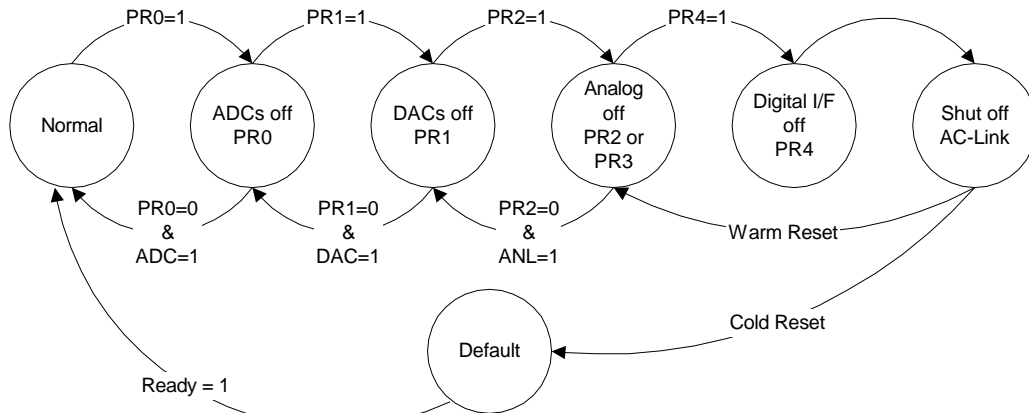 PR0=1
PR1=1
PR2=1
PR4=1
Normal
ADCs off
PR0
DACs off
PR1
Analog
off
PR2 or
PR3
Digital I/F
off
PR4
Shut off
AC-Link
PR0=0
&
ADC=1
PR1=0
&
DAC=1
PR2=0
&
ANL=1
Warm Reset
Cold Reset
Default
Ready = 1